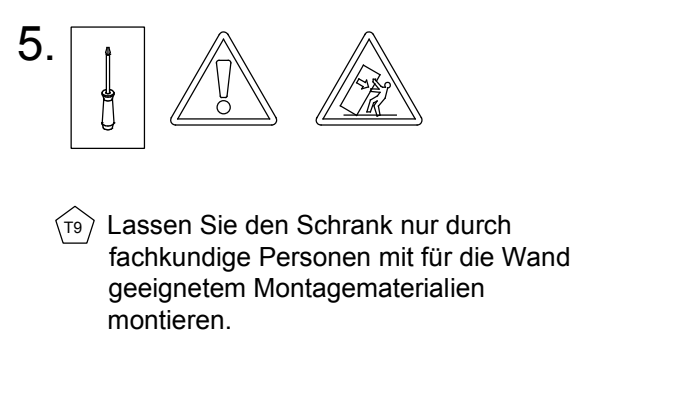 5.
T9 Lassen Sie den Schrank nur durch
fachkundige Personen mit für die Wand
geeignetem Montagematerialien
montieren.